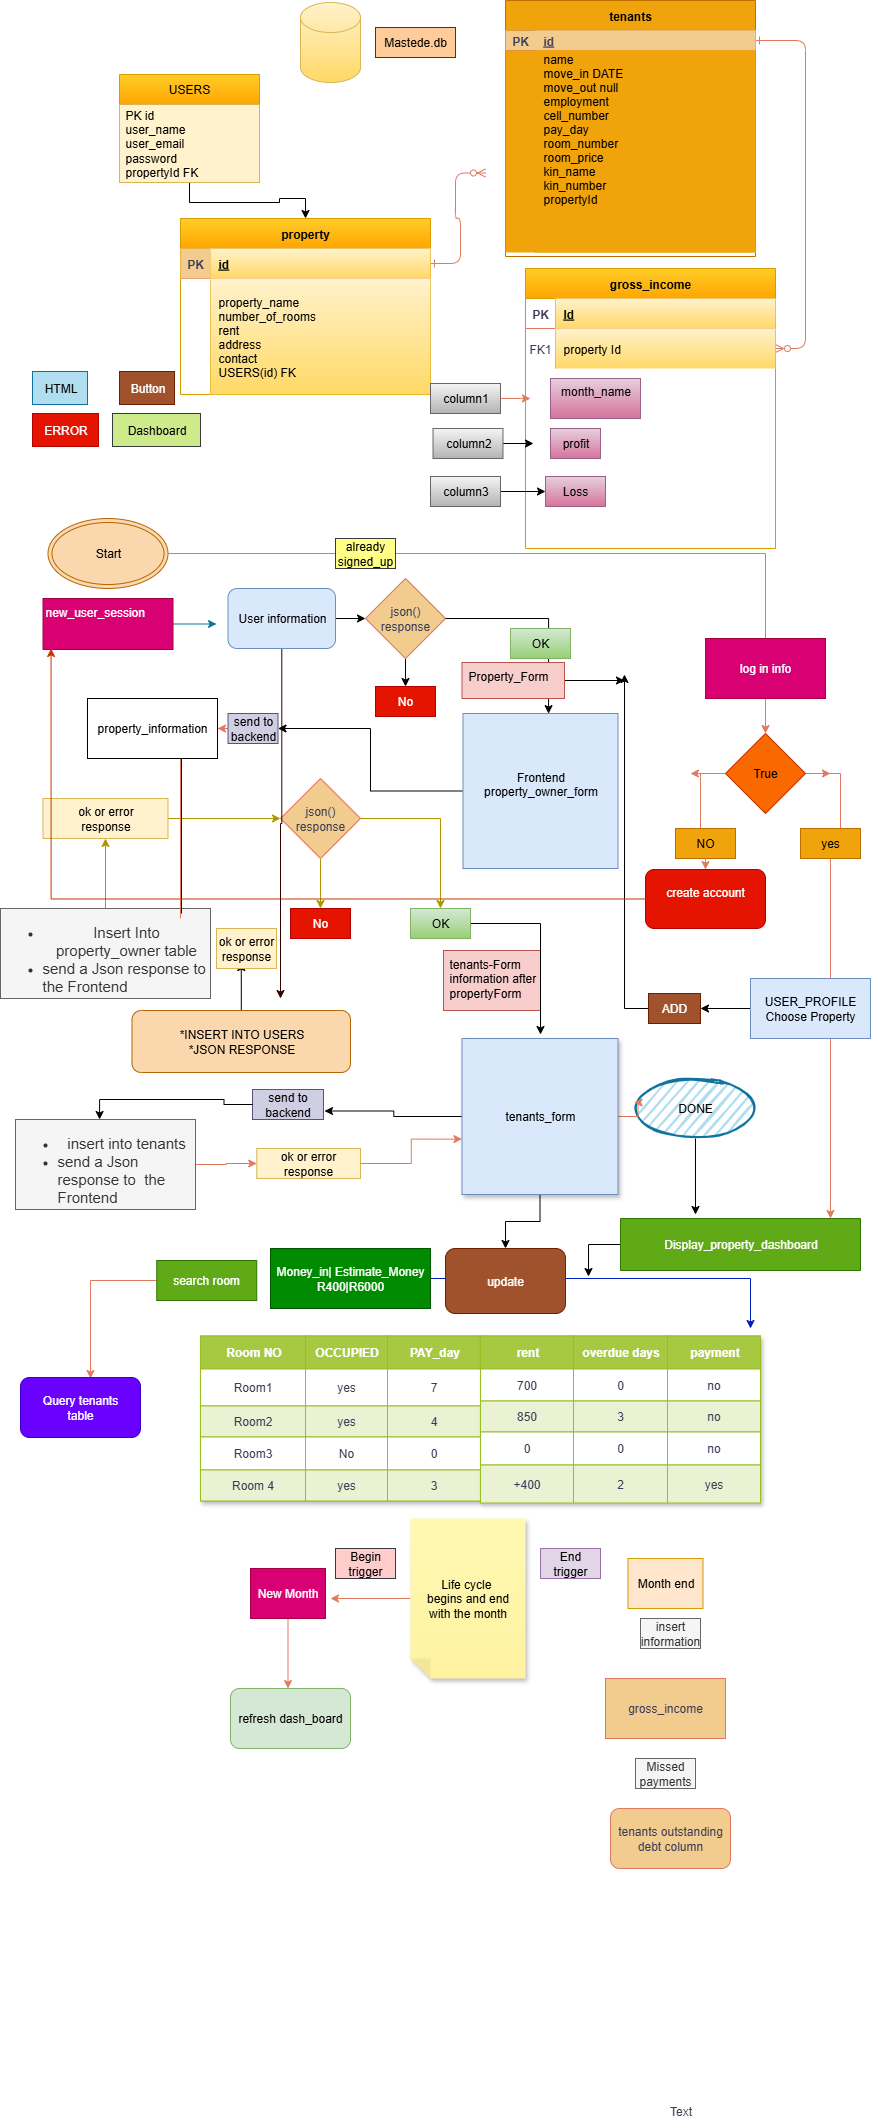 Mastede.db
tenants
PK id
name
move_in DATE
move_out null
employment
cell_number
pay_day
room_number
room_price
kin_name
kin_number
propertyId
USERS
PK id
user_name
user_email
password
propertyId FK
property
PK id
property_name
number_of_rooms
rent
address
contact
USERS(id) FK
gross_income
PK Id
FK1 property Id
HTML
Button
ERROR
Dashboard
column1
month_name
column2
profit
column3
Loss
Start
already
signed_up
new_user_session
User information
json()
response
OK
No
Property_Form
log in info
property_information
send to
backend
Frontend
property_owner_form
True
ok or error
response
json()
response
NO
yes
create account
No
OK
• Insert Into
property_owner table
• send a Json response to
the Frontend
ok or error
response
tenants-Form
information after
propertyForm
ADD
USER_PROFILE
Choose Property
*INSERT INTO USERS
*JSON RESPONSE
send to
backend
tenants_form
DONE
• insert into tenants
• send a Json
response to the
Frontend
ok or error
response
Display_property_dashboard
search room
Money_in| Estimate_Money
R400|R6000
update
Room NO OCCUPIED PAY_day rent overdue days payment
Room1 yes 7 700 0 no
Room2 yes 4 850 3 no
Room3 No 0 0 0 no
Room 4 yes 3 +400 2 yes
Query tenants
table
Begin
trigger
Life cycle
begins and end
with the month
End
trigger
New Month
Month end
insert
information
refresh dash_board
gross_income
Missed
payments
tenants outstanding
debt column
Text